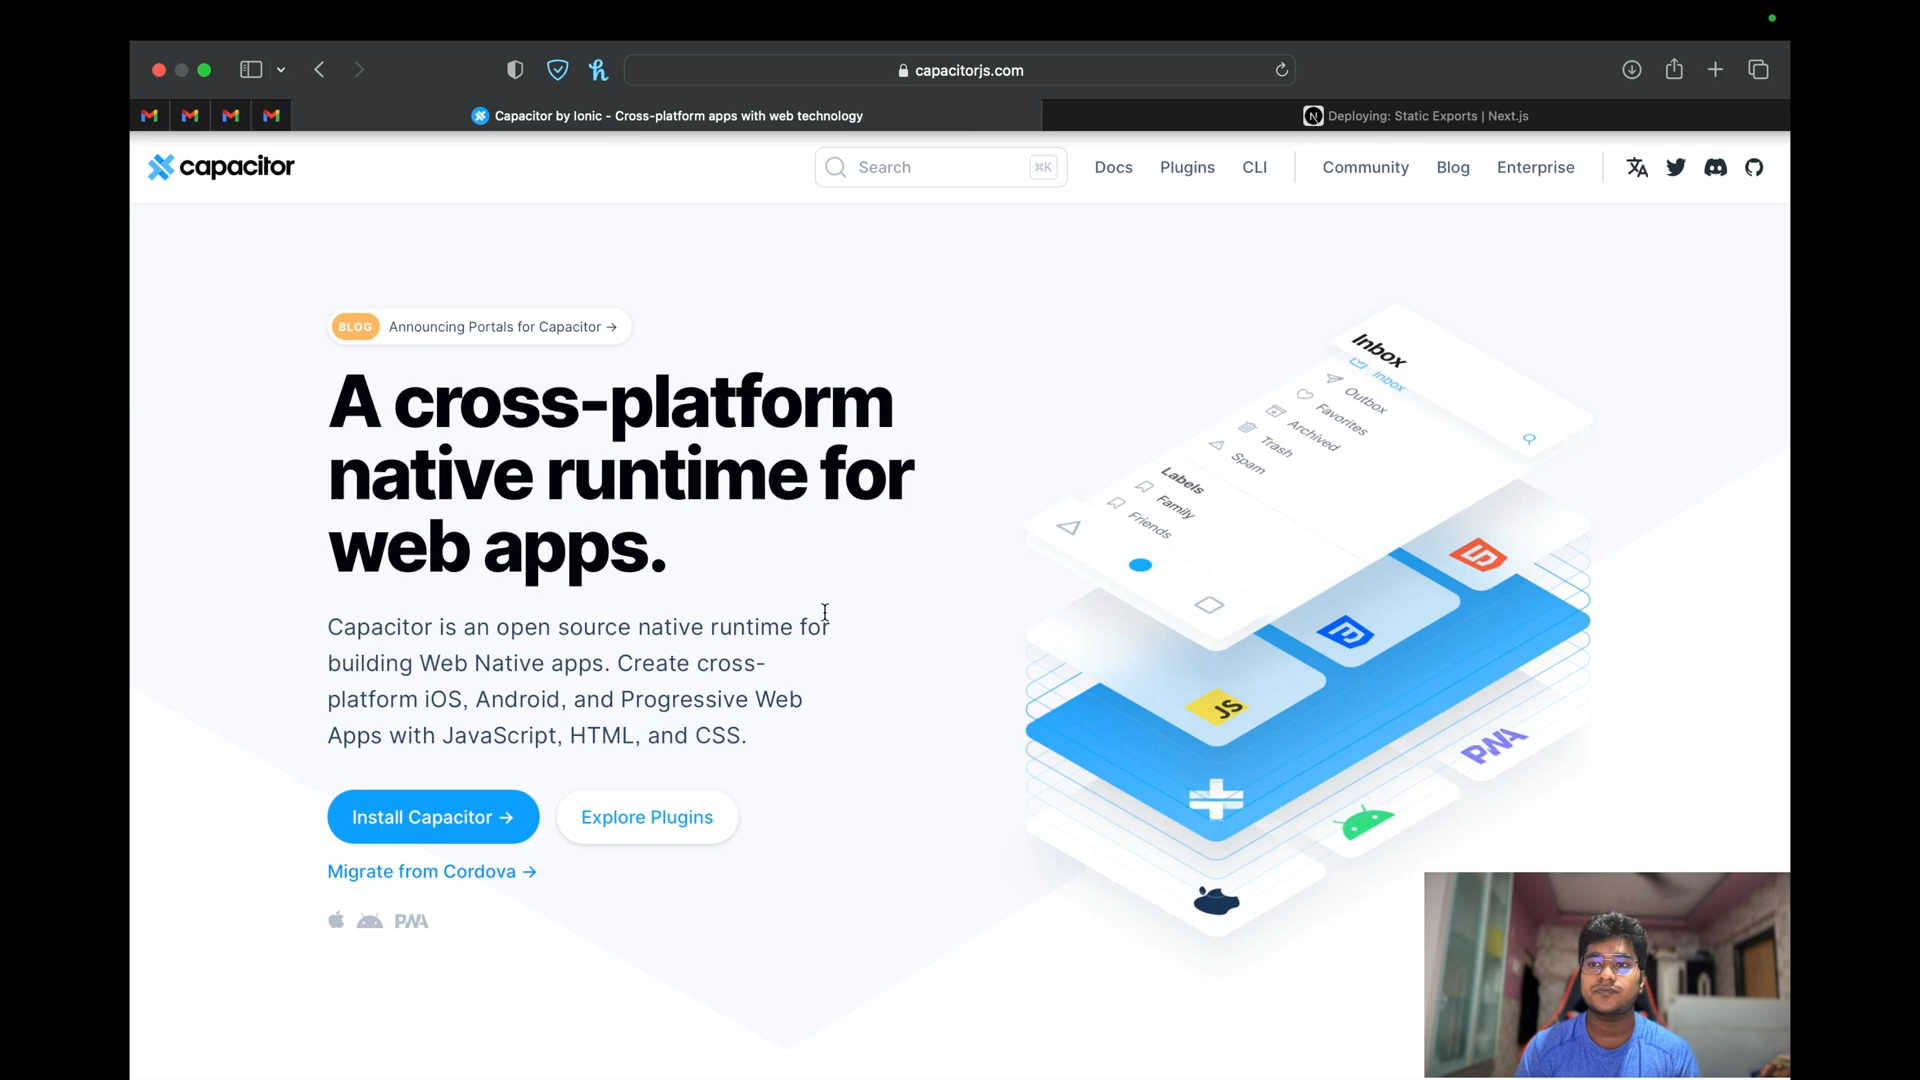 capacitorjs.com
Capacitor by Ionic - Cross-platform apps with web technology
Deploying: Static Exports | Next.js
capacitor
Search
⌘K
Docs
Plugins
CLI
Community
Blog
Enterprise
BLOG
Announcing Portals for Capacitor →
A cross-platform
native runtime for
web apps.
Capacitor is an open source native runtime for
building Web Native apps. Create cross-
platform iOS, Android, and Progressive Web
Apps with JavaScript, HTML, and CSS.
Install Capacitor →
Explore Plugins
Migrate from Cordova →
PWA
Inbox
Inbox
Outbox
Favorites
Archived
Trash
Spam
Labels
Family
Friends
JS
PWA